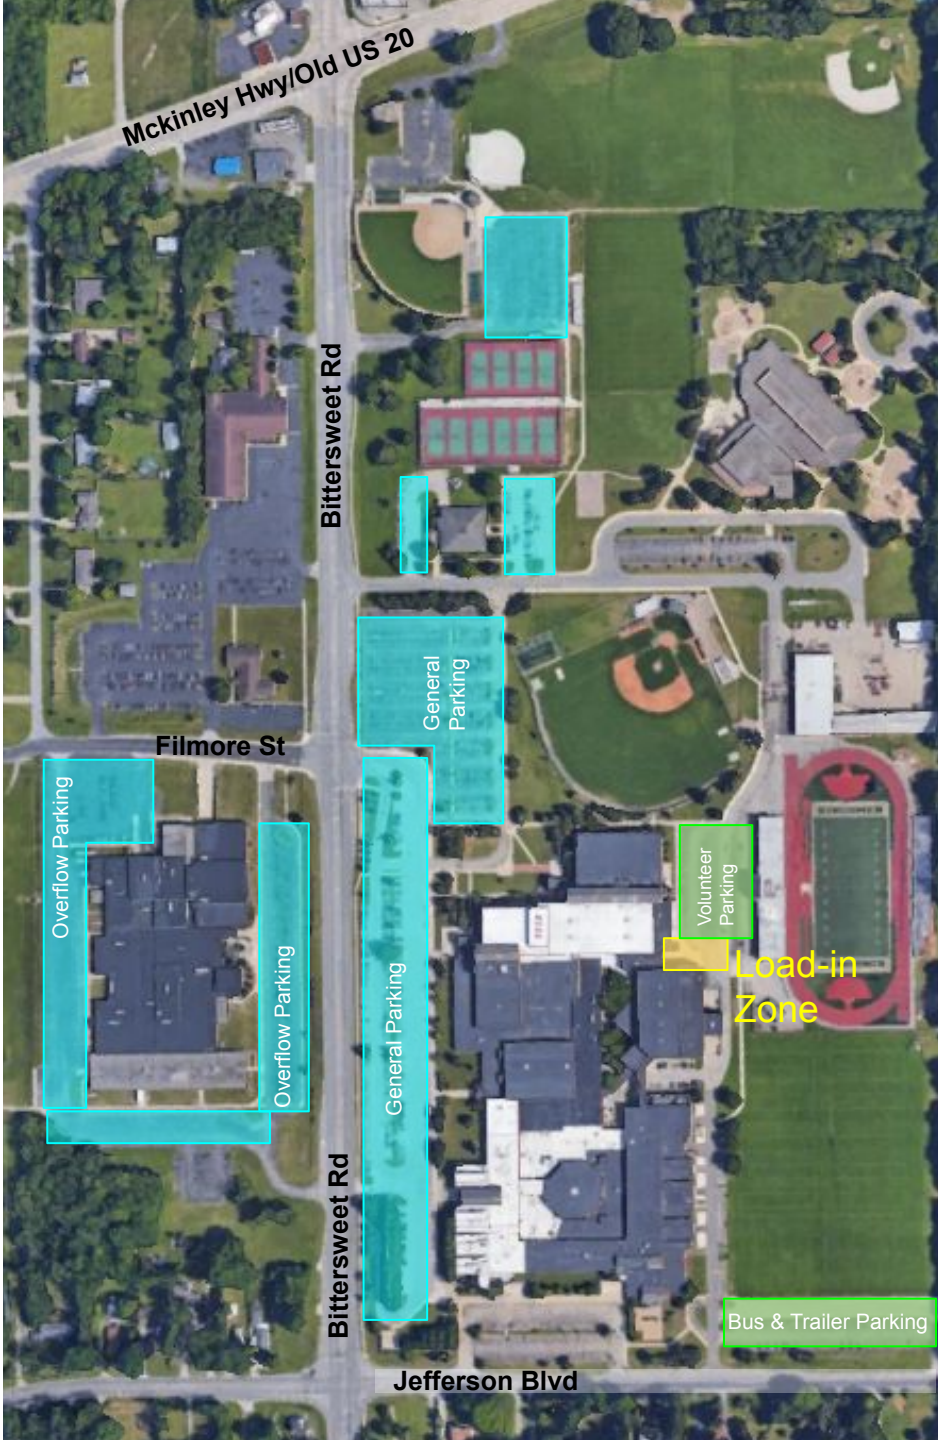 Mckinley Hwy/Old US 20
Bittersweet Rd
General
Parking
Filmore St
Overflow Parking
Volunteer
Parking
Load-in
Zone
Overflow Parking
General Parking
Bittersweet Rd
Bus & Trailer Parking
Jefferson Blvd